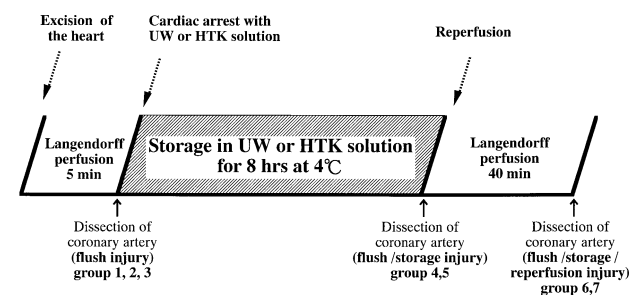 Excision of
the heart
Cardiac arrest with
UW or HTK solution
Reperfusion
Langendorff
perfusion
5 min
Storage in UW or HTK solution
for 8 hrs at 4℃
Langendorff
perfusion
40 min
Dissection of
coronary artery
(flush injury)
group 1, 2, 3
Dissection of
coronary artery
(flush /storage injury)
group 4,5
Dissection of
coronary artery
(flush /storage /
reperfusion injury)
group 6,7